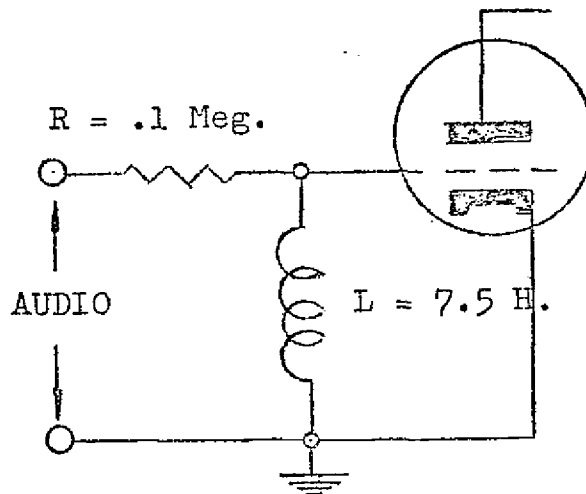 R = .1 Meg.
AUDIO
L = 7.5 H.